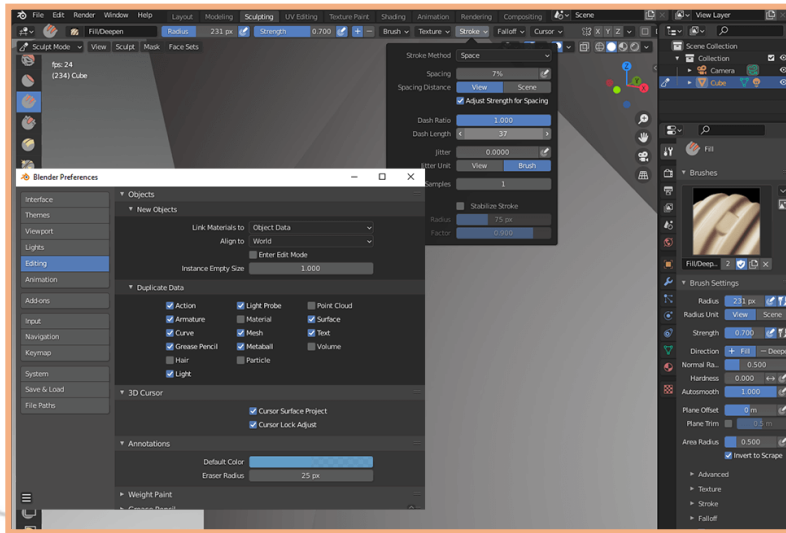 File Edit Render Window Help Layout Modeling Sculpting UV Editing Texture Paint Shading Animation Rendering Compositing Scene View Layer
Fill/Deepen Radius 231 px Strength 0.700 Brush Texture Stroke Falloff Cursor X Y Z
Sculpt Mode View Sculpt Mask Face Sets
fps: 24
(234) Cube
Z
Y
Stroke Method Space
Spacing 7%
Spacing Distance View Scene
Adjust Strength for Spacing
Dash Ratio 1.000
Dash Length 37
Jitter 0.0000
Jitter Unit View Brush
Samples 1
Stabilize Stroke
Radius 75 px
Factor 0.900
Scene Collection
Collection
Camera
Cube
Fill
Brushes
Fill/Deep... 2
Brush Settings
Radius 231 px
Radius Unit View Scene
Strength 0.700
Direction + Fill — Deepe
Normal Ra... 0.500
Hardness 0.000
Autosmooth 1.000
Plane Offset 0 m
Plane Trim 0.5 m
Area Radius 0.500
Invert to Scrape
Advanced
Texture
Stroke
Falloff
Blender Preferences
Interface
Themes
Viewport
Lights
Editing
Animation
Add-ons
Input
Navigation
Keymap
System
Save & Load
File Paths
Objects
New Objects
Link Materials to Object Data
Align to World
Enter Edit Mode
Instance Empty Size 1.000
Duplicate Data
Action Light Probe Point Cloud
Armature Material Surface
Curve Mesh Text
Grease Pencil Metaball Volume
Hair Particle
Light
3D Cursor
Cursor Surface Project
Cursor Lock Adjust
Annotations
Default Color
Eraser Radius 25 px
Weight Paint
Grease Pencil